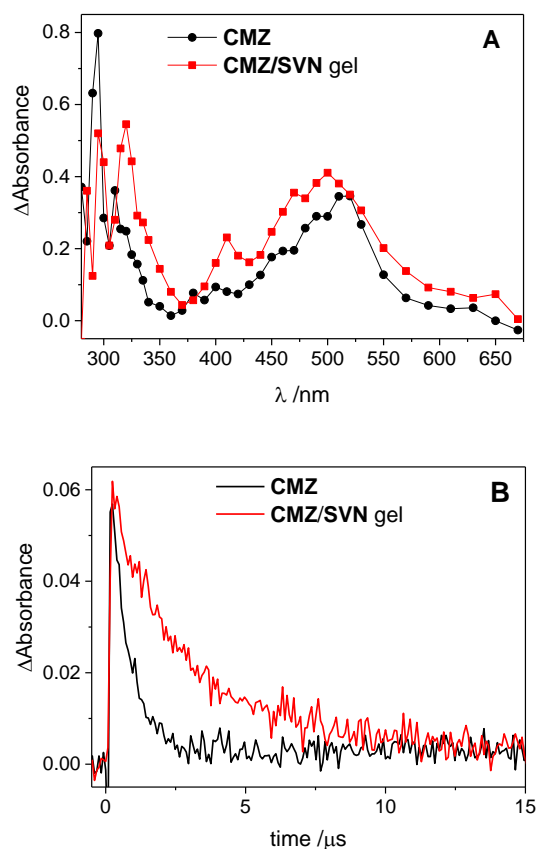 A
CMZ
CMZ/SVN gel
ΔAbsorbance
0.8
0.6
0.4
0.2
0.0
300 350 400 450 500 550 600 650
λ /nm
B
CMZ
CMZ/SVN gel
ΔAbsorbance
0.06
0.04
0.02
0.00
0 5 10 15
time /μs